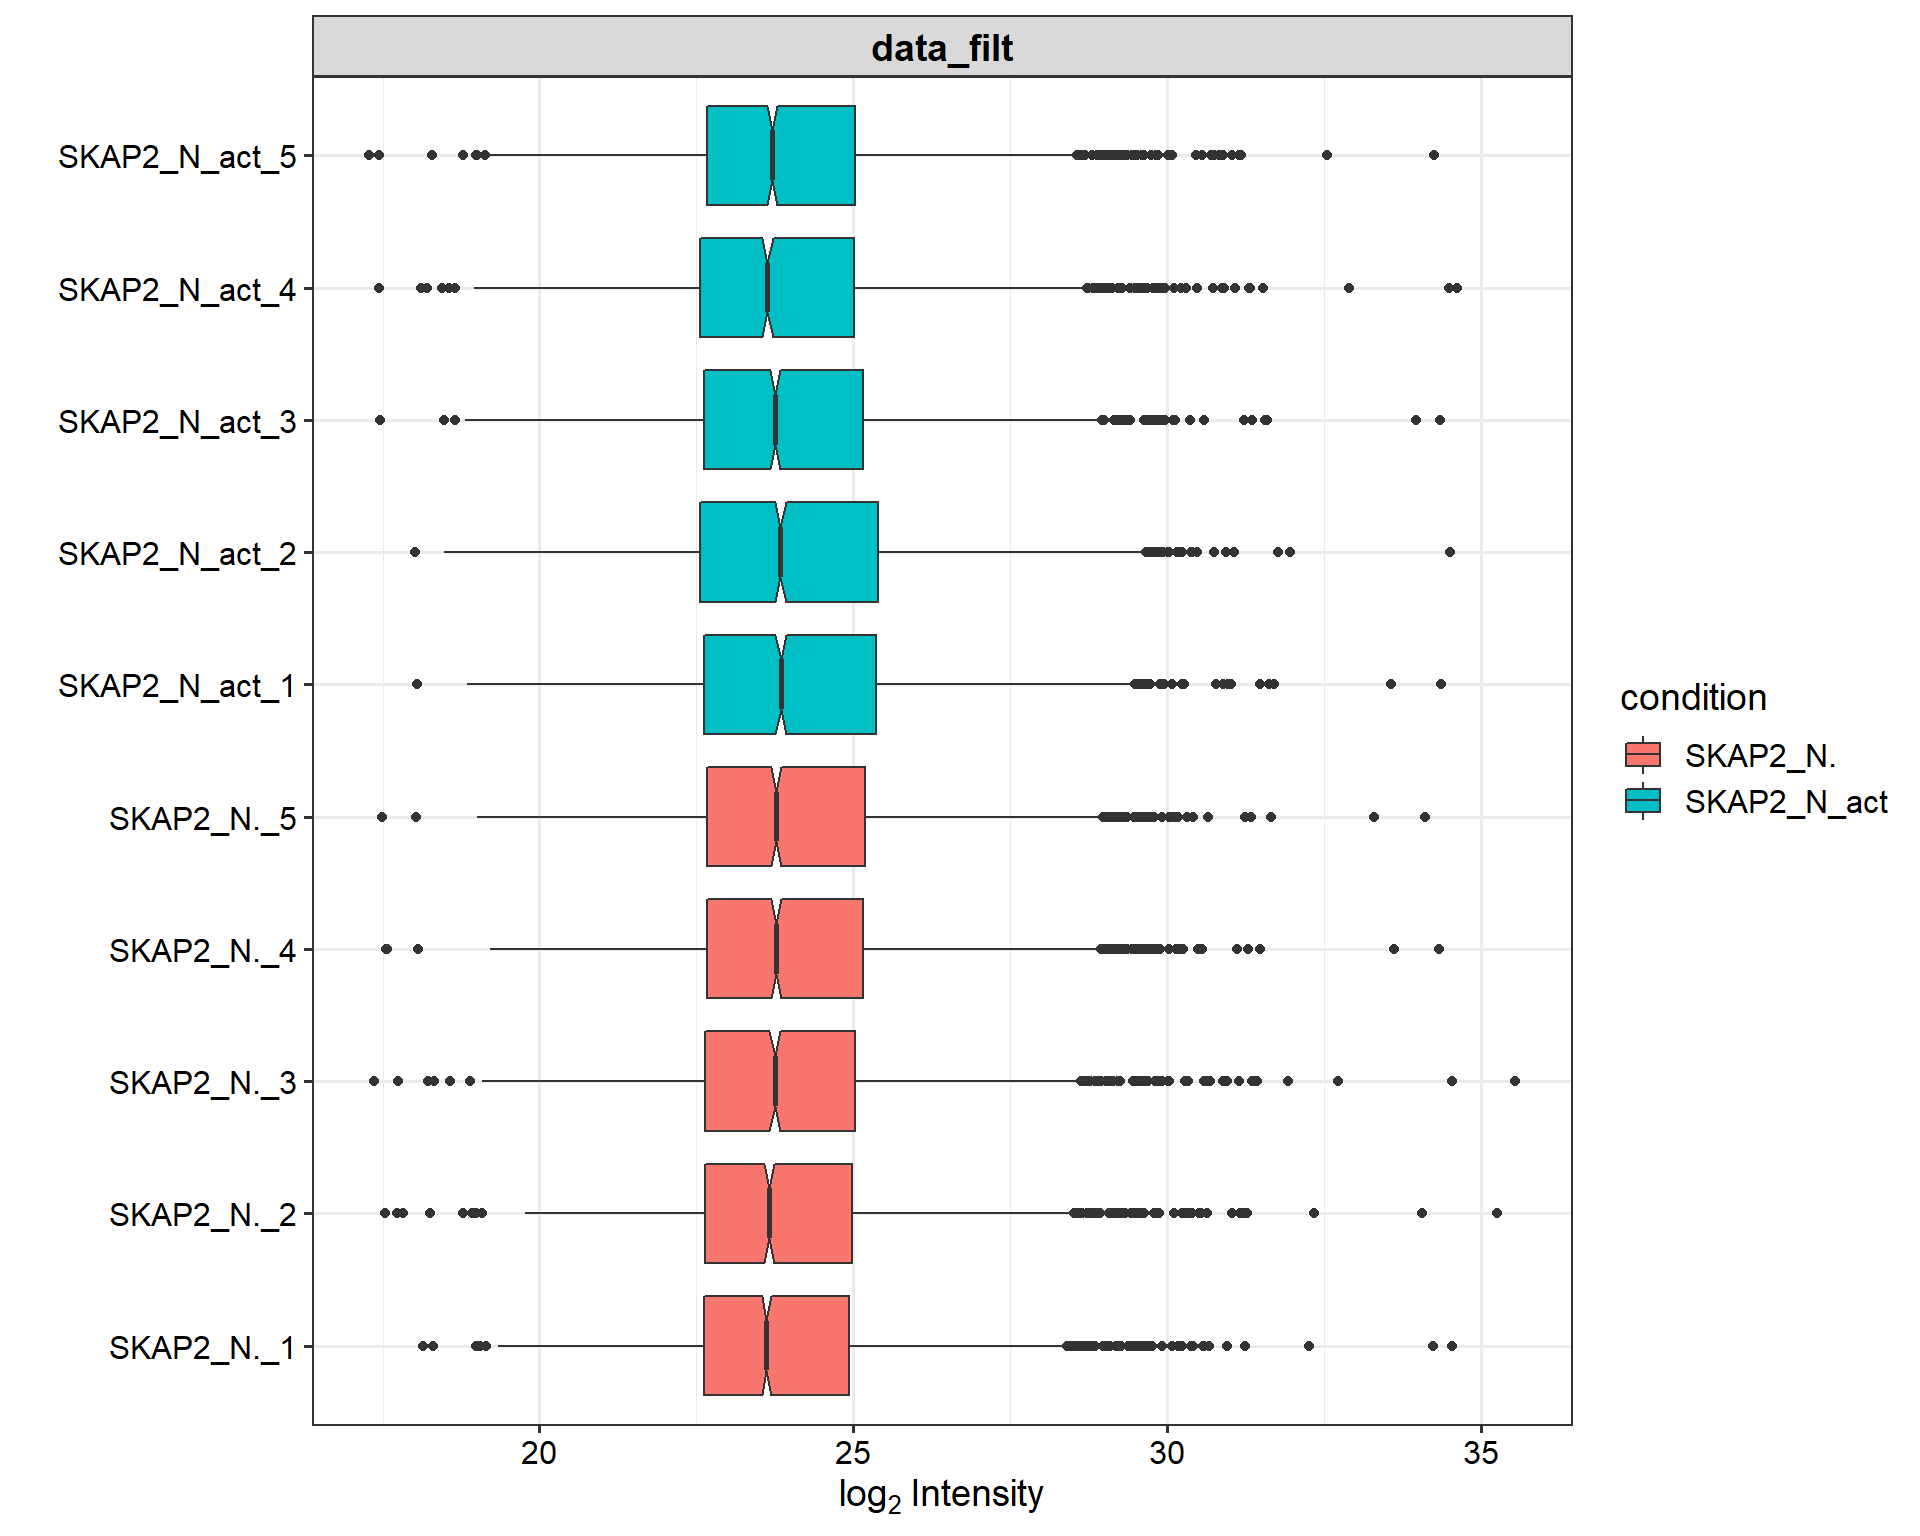 data_filt
SKAP2_N_act_5
SKAP2_N_act_4
SKAP2_N_act_3
SKAP2_N_act_2
SKAP2_N_act_1
SKAP2_N._5
SKAP2_N._4
SKAP2_N._3
SKAP2_N._2
SKAP2_N._1
20 25 30 35
log2 Intensity
condition
SKAP2_N.
SKAP2_N_act